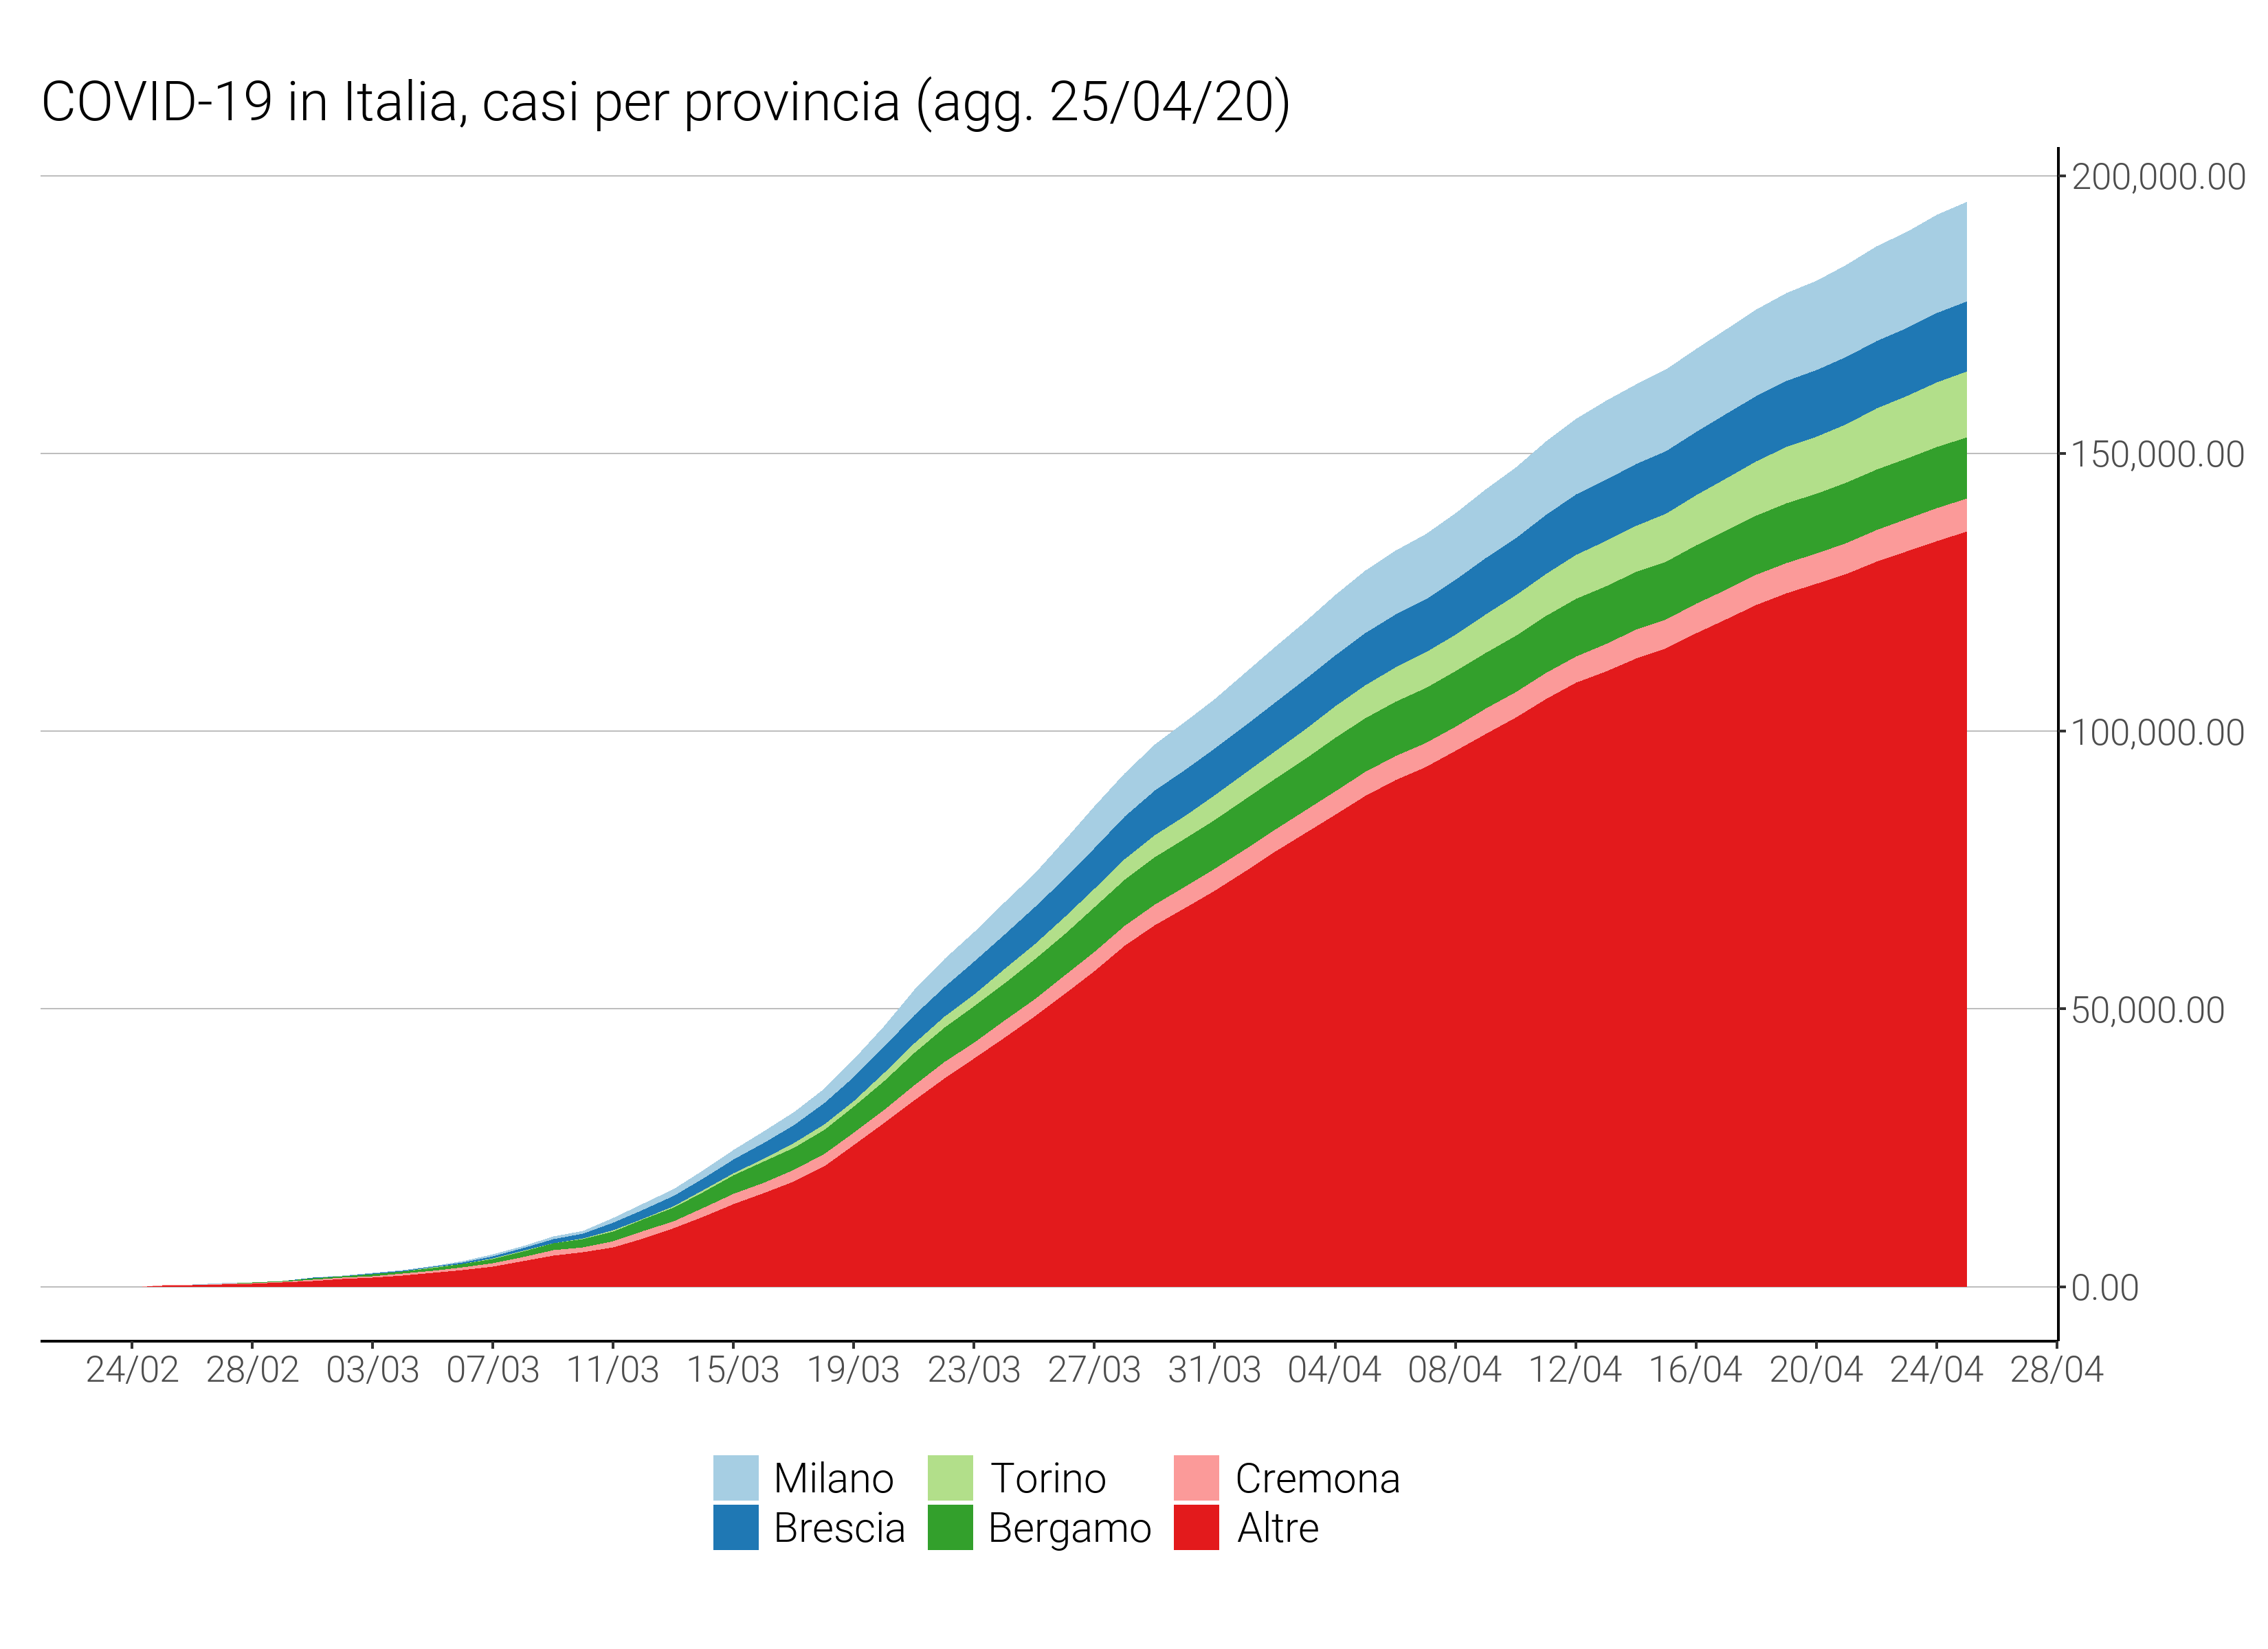 COVID-19 in Italia, casi per provincia (agg. 25/04/20)
200,000.00
150,000.00
100,000.00
50,000.00
0.00
24/02 28/02 03/03 07/03 11/03 15/03 19/03 23/03 27/03 31/03 04/04 08/04 12/04 16/04 20/04 24/04 28/04
Milano Torino Cremona
Brescia Bergamo Altre